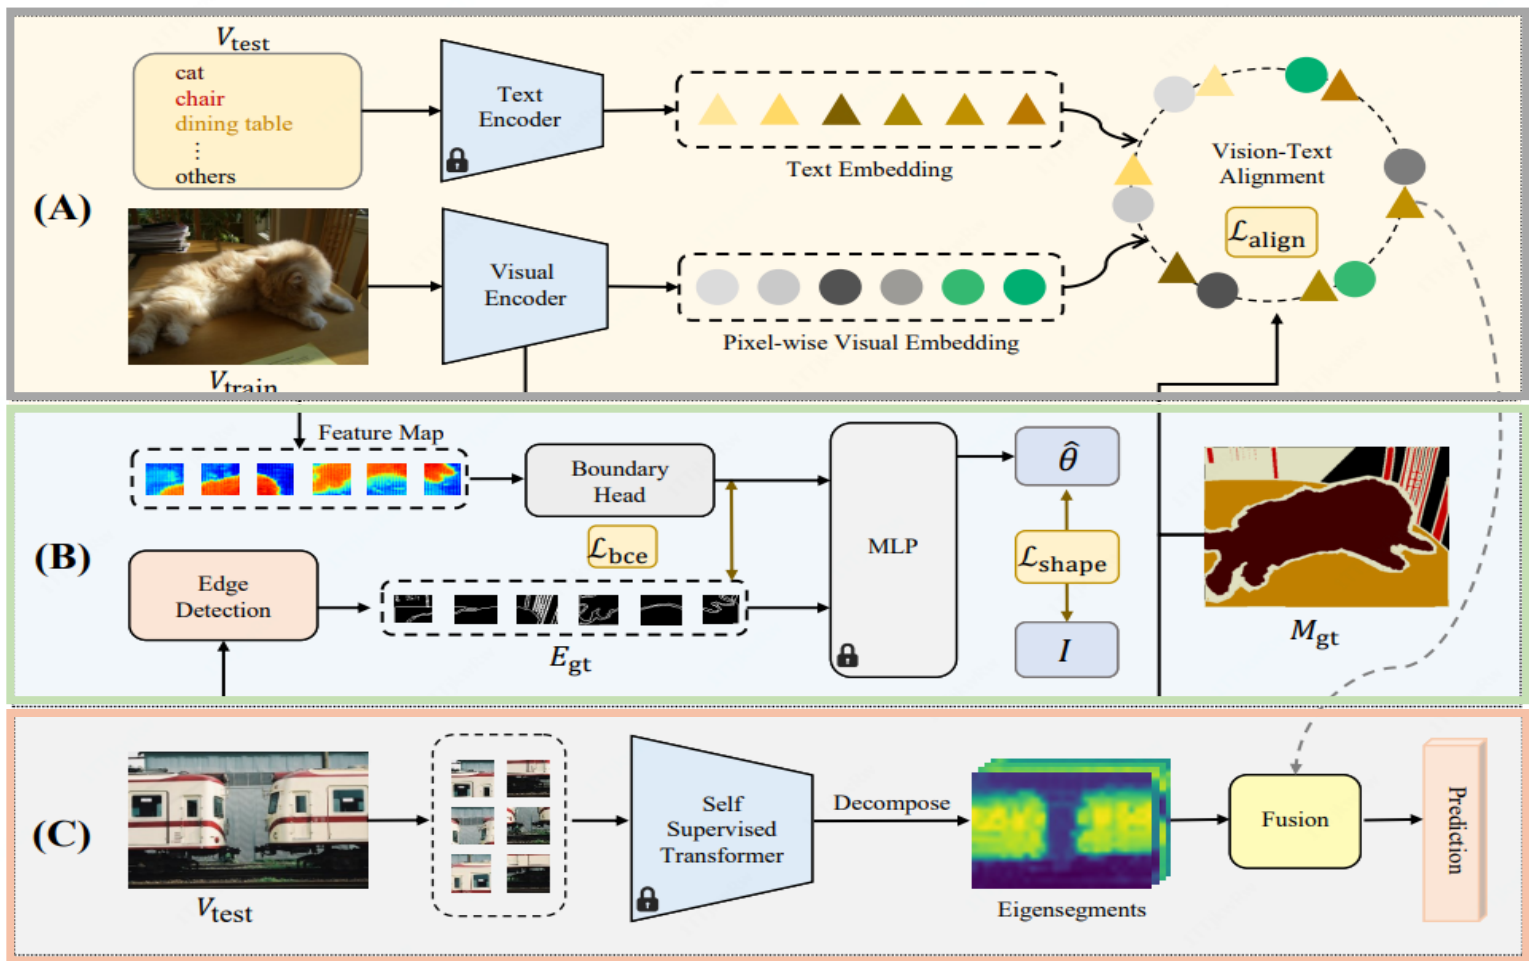 V_test
cat
chair
dining table
⋮
others
(A)
V_train
Text
Encoder
Text Embedding
Visual
Encoder
Pixel-wise Visual Embedding
Vision-Text
Alignment
ℒ_align
Feature Map
Boundary
Head
ℒ_bce
(B)
Edge
Detection
E_gt
MLP
θ̂
ℒ_shape
I
M_gt
(C)
V_test
Self
Supervised
Transformer
Decompose
Eigensegments
Fusion
Prediction